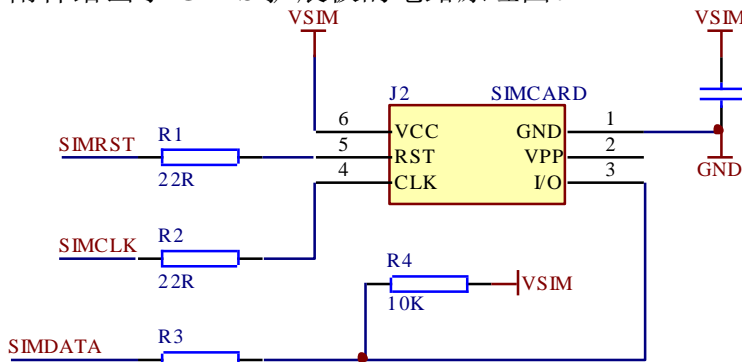 VSIM
VSIM
J2
SIMCARD
6
VCC
GND
1
SIMRST
R1
5
RST
VPP
2
22R
4
CLK
I/O
3
GND
R2
SIMCLK
22R
R4
VSIM
10K
R3
SIMDATA